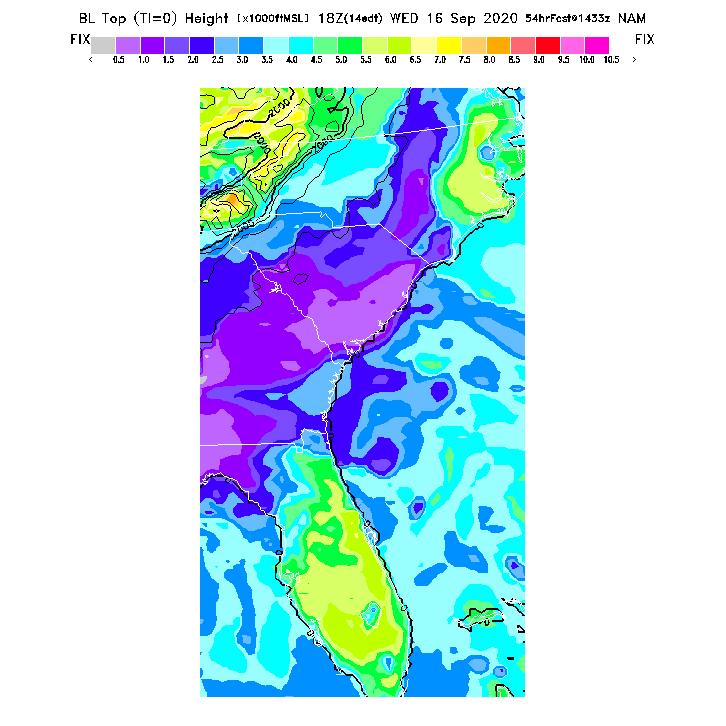 BL Top (TI=0) Height [x1000ftMSL] 18Z(14edt) WED 16 Sep 2020 54hrFcst@1433z NAM
FIX FIX
< 0.5 1.0 1.5 2.0 2.5 3.0 3.5 4.0 4.5 5.0 5.5 6.0 6.5 7.0 7.5 8.0 8.5 9.0 9.5 10.0 10.5 >
2000
2000